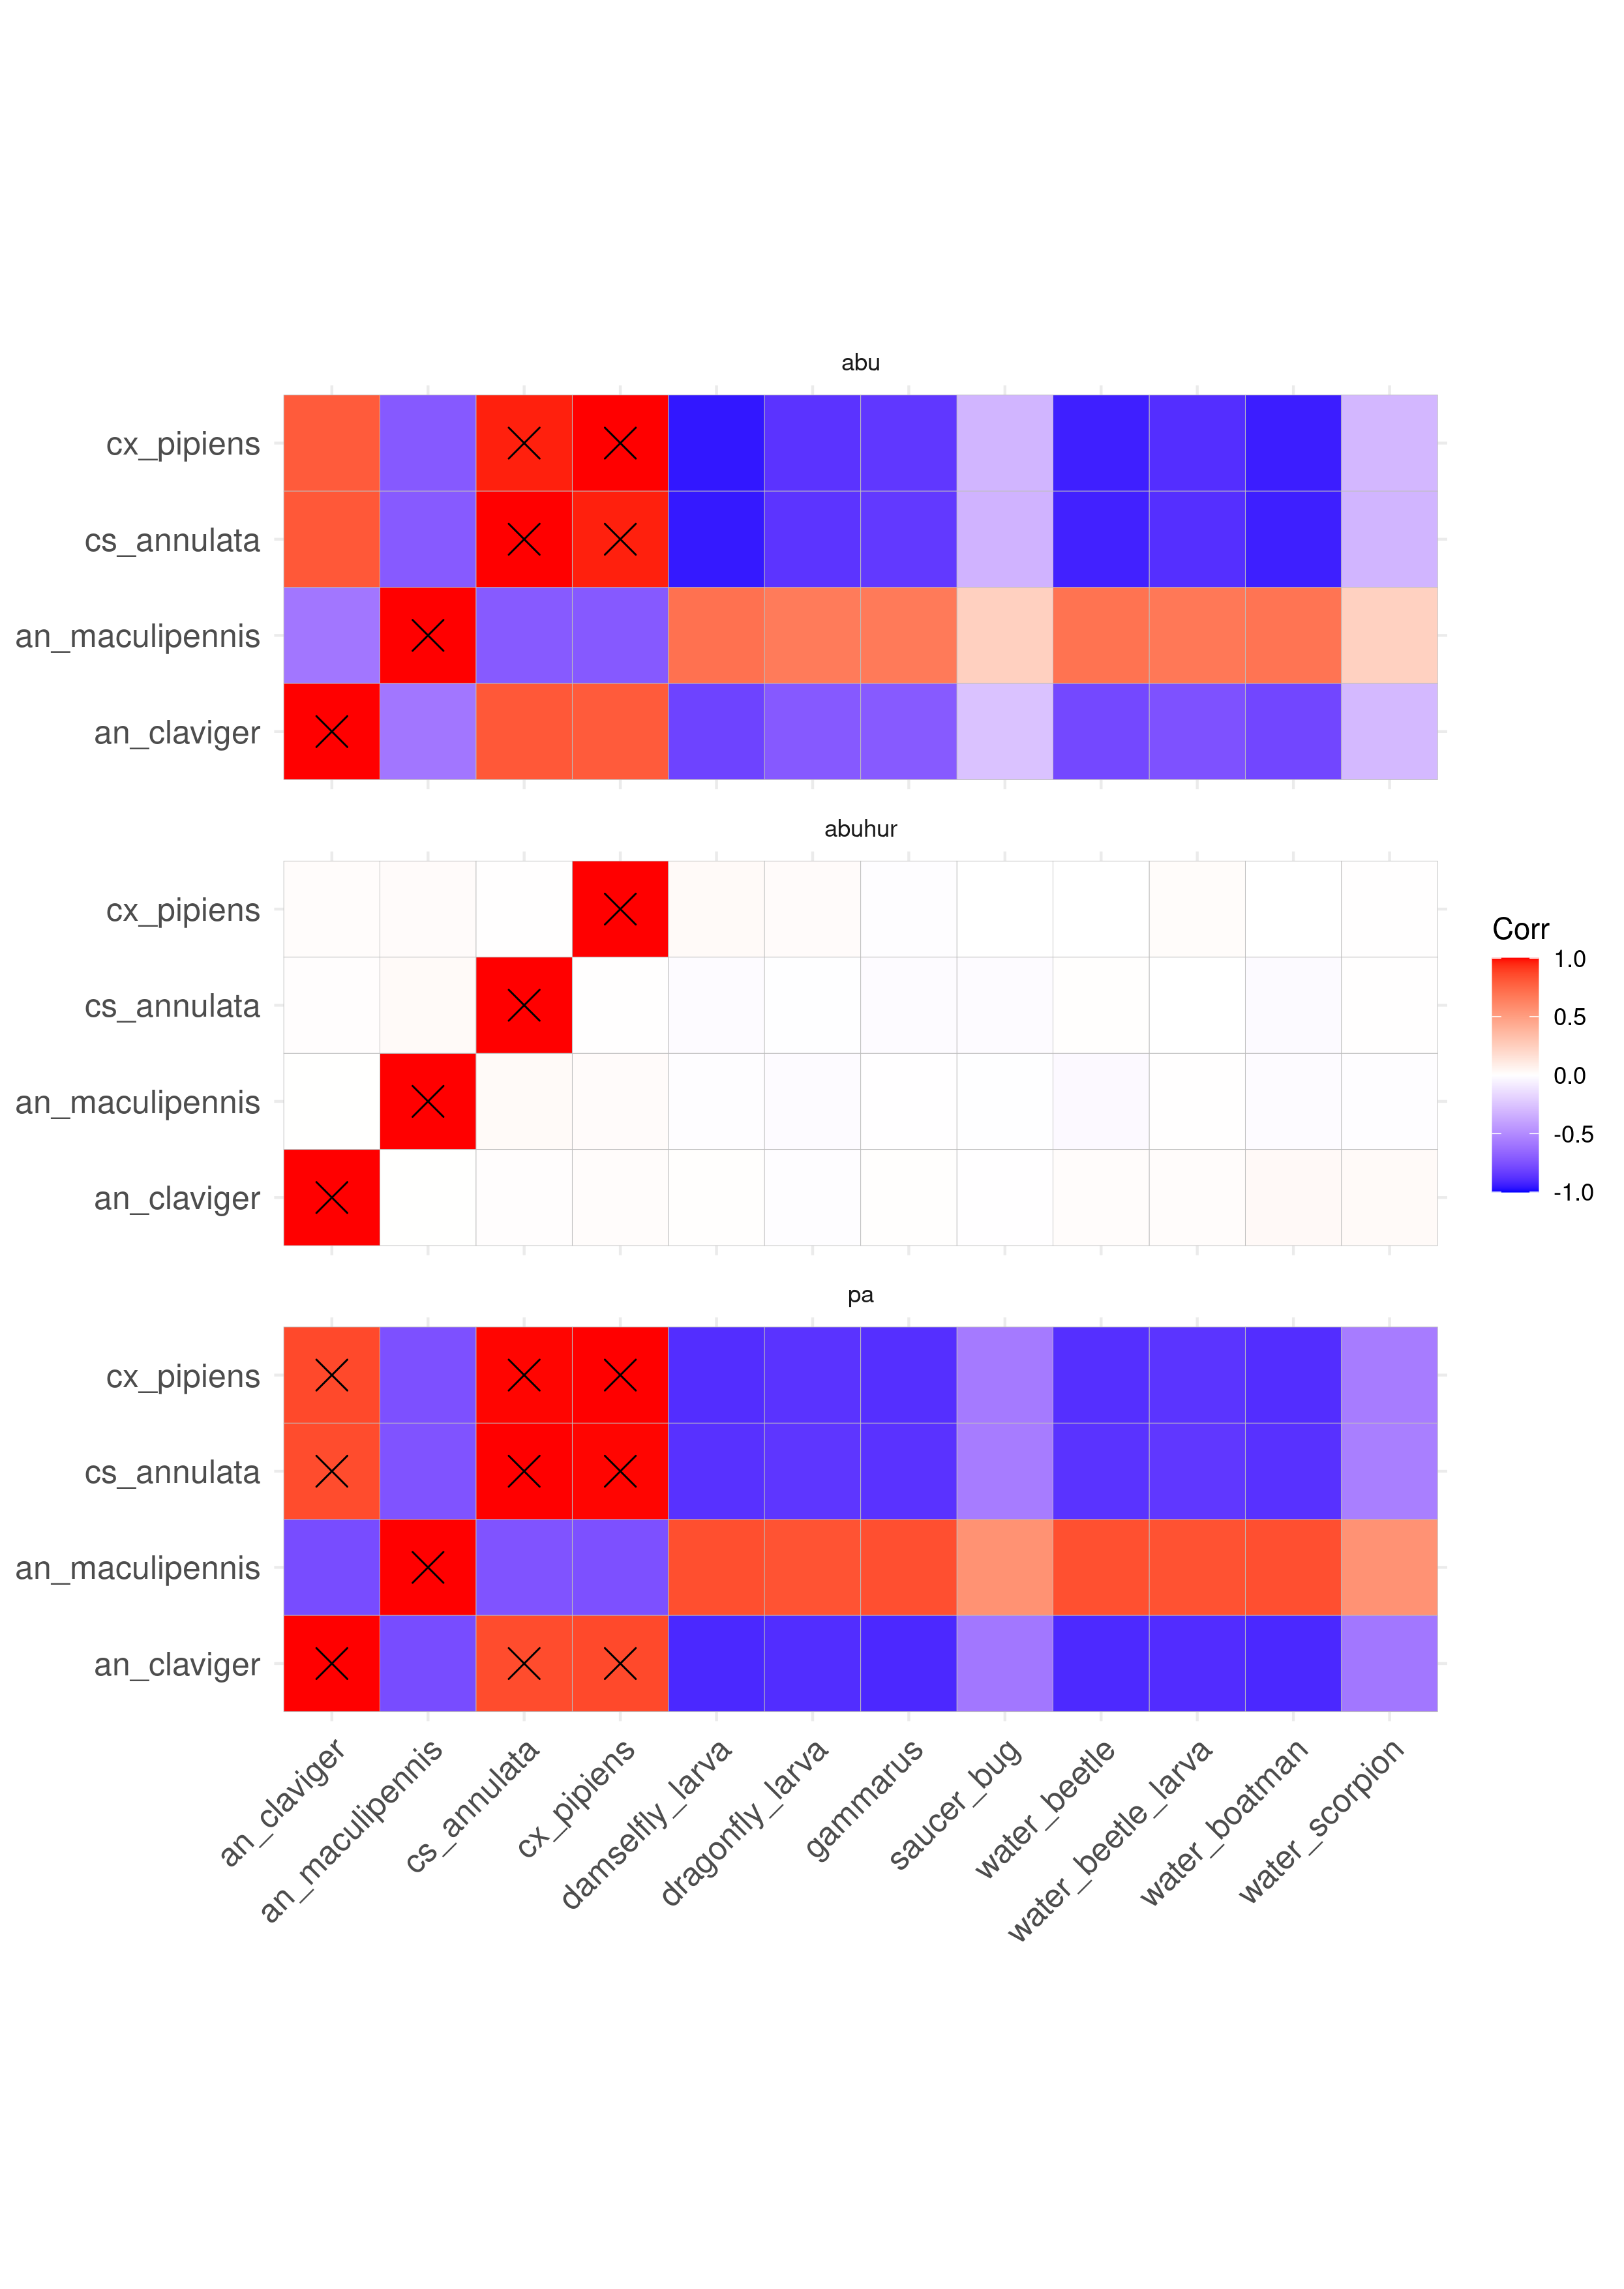 abu
cx_pipiens
cs_annulata
an_maculipennis
an_claviger
abuhur
cx_pipiens
cs_annulata
an_maculipennis
an_claviger
Corr
1.0
0.5
0.0
-0.5
-1.0
pa
cx_pipiens
cs_annulata
an_maculipennis
an_claviger
an_claviger
an_maculipennis
cs_annulata
cx_pipiens
damselfly_larva
dragonfly_larva
gammarus
saucer_bug
water_beetle
water_beetle_larva
water_boatman
water_scorpion